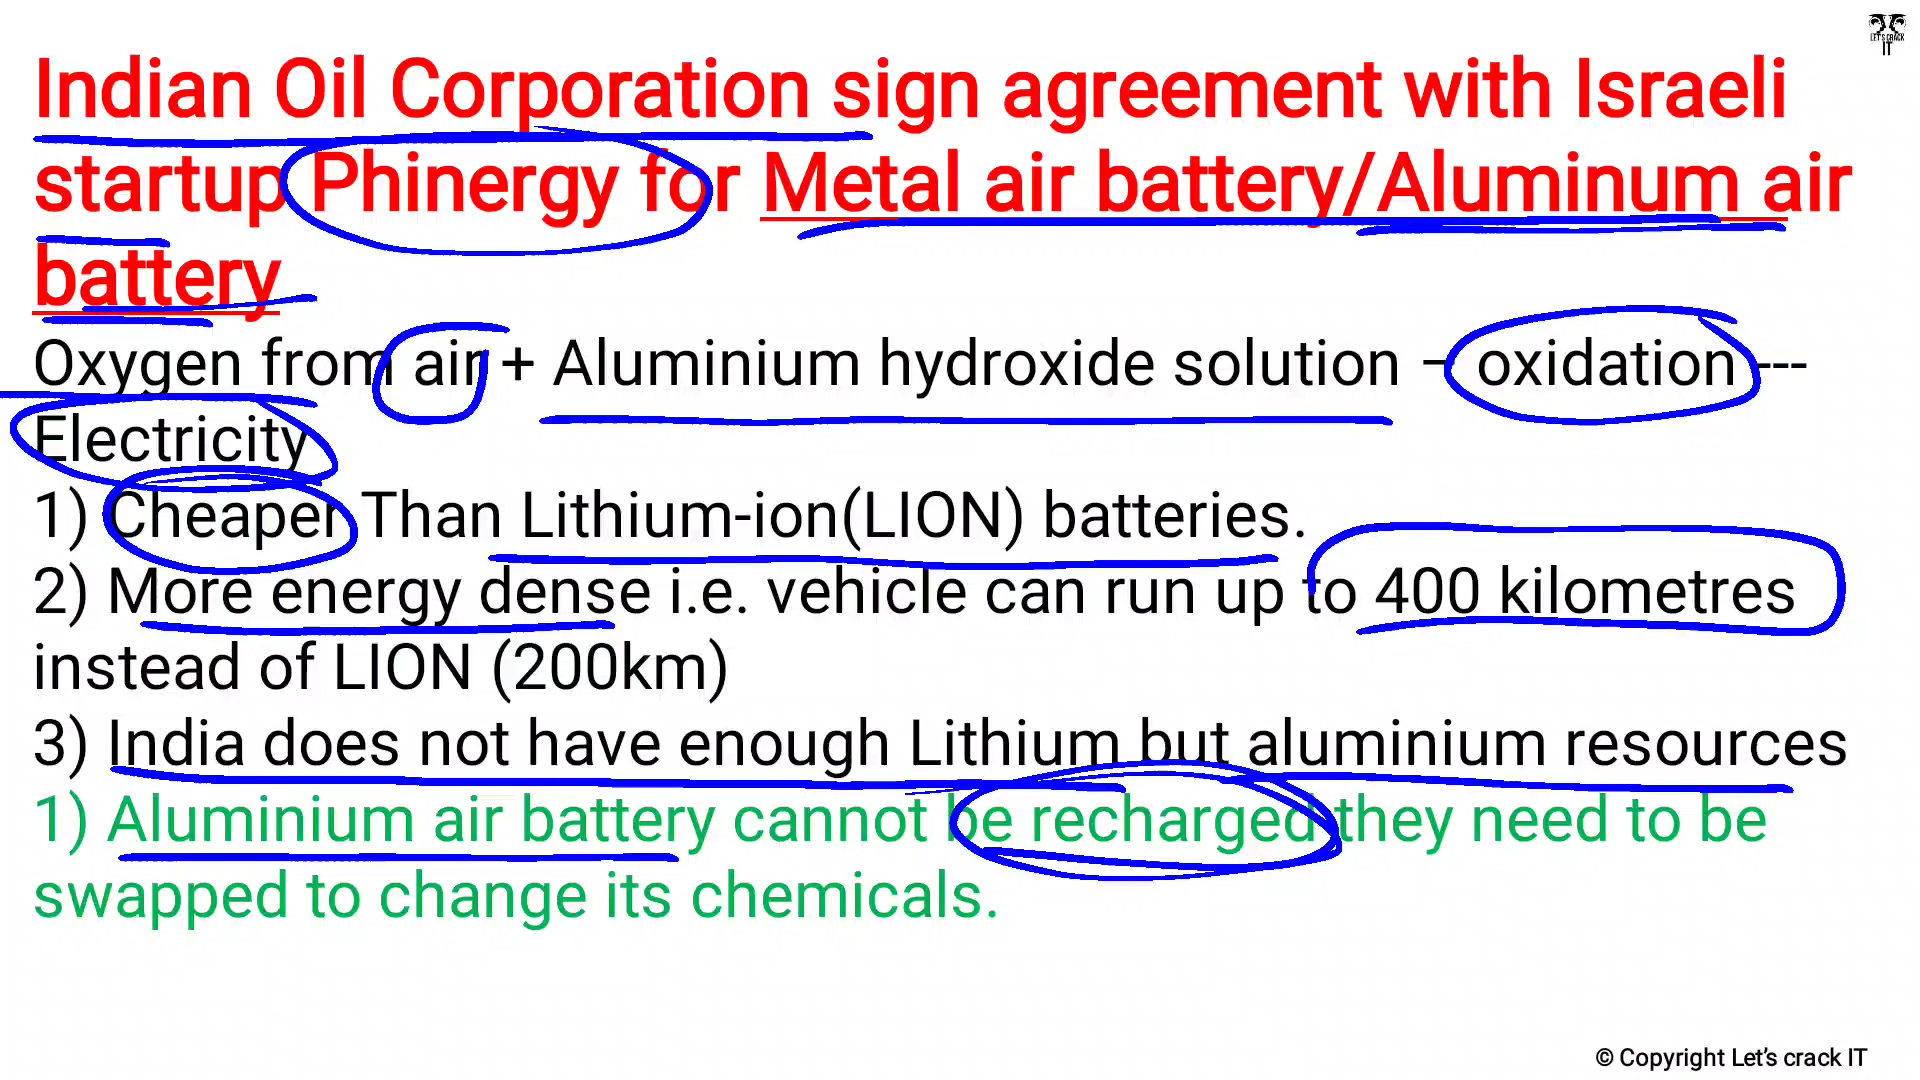 LET'S CRACK
IT
Indian Oil Corporation sign agreement with Israeli
startup Phinergy for Metal air battery/Aluminum air
battery
Oxygen from air + Aluminium hydroxide solution – oxidation ---
Electricity
1) Cheaper Than Lithium-ion(LION) batteries.
2) More energy dense i.e. vehicle can run up to 400 kilometres
instead of LION (200km)
3) India does not have enough Lithium but aluminium resources
1) Aluminium air battery cannot be recharged they need to be
swapped to change its chemicals.
© Copyright Let's crack IT